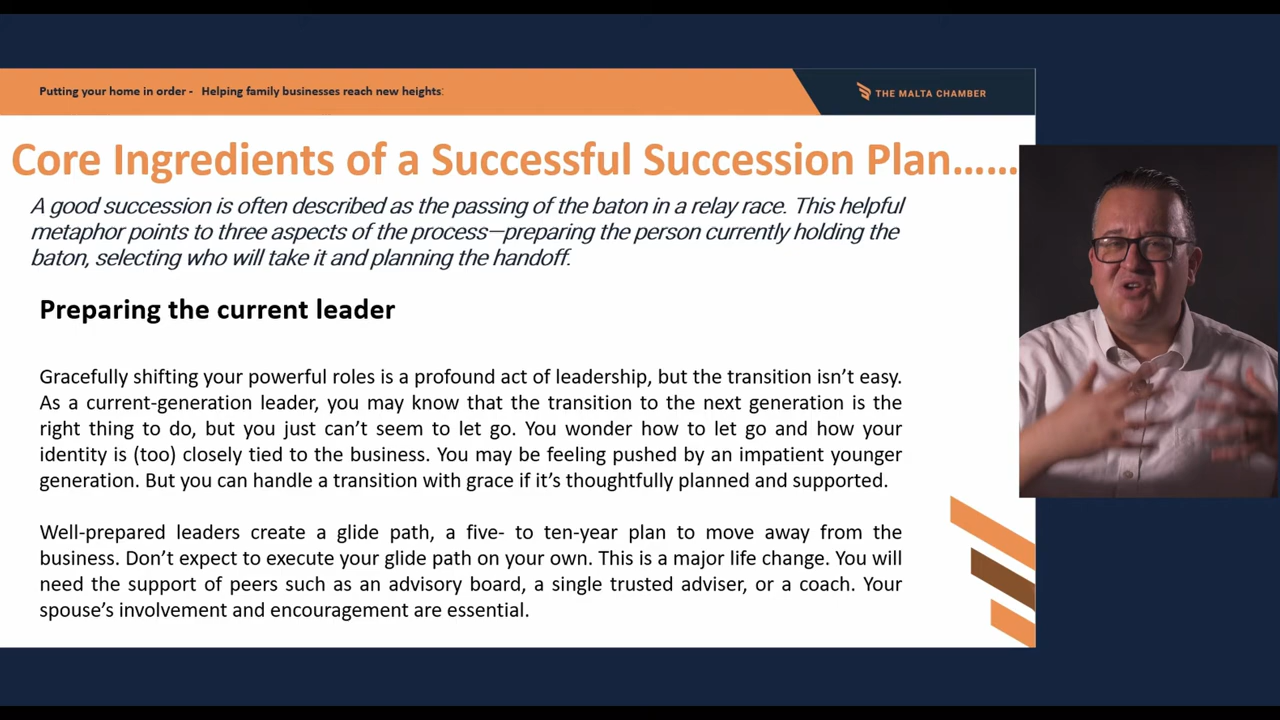 Putting your home in order -   Helping family businesses reach new heights:
THE MALTA CHAMBER
Core Ingredients of a Successful Succession Plan……
A good succession is often described as the passing of the baton in a relay race. This helpful
metaphor points to three aspects of the process—preparing the person currently holding the
baton, selecting who will take it and planning the handoff.
Preparing the current leader
Gracefully shifting your powerful roles is a profound act of leadership, but the transition isn’t easy.
As a current-generation leader, you may know that the transition to the next generation is the
right thing to do, but you just can’t seem to let go. You wonder how to let go and how your
identity is (too) closely tied to the business. You may be feeling pushed by an impatient younger
generation. But you can handle a transition with grace if it’s thoughtfully planned and supported.
Well-prepared leaders create a glide path, a five- to ten-year plan to move away from the
business. Don’t expect to execute your glide path on your own. This is a major life change. You will
need the support of peers such as an advisory board, a single trusted adviser, or a coach. Your
spouse’s involvement and encouragement are essential.